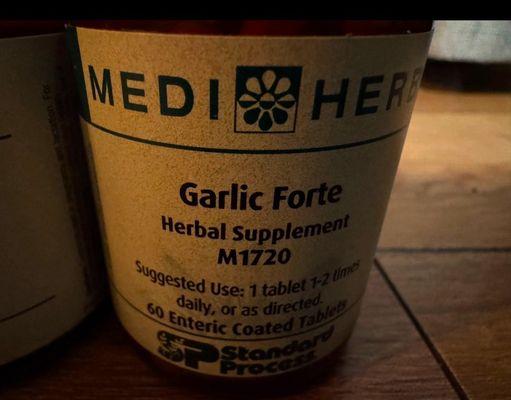 MEDI HERB
Garlic Forte
Herbal Supplement
M1720
Suggested Use: 1 tablet 1-2 times
daily, or as directed.
60 Enteric Coated Tablets
SP Standard
Process